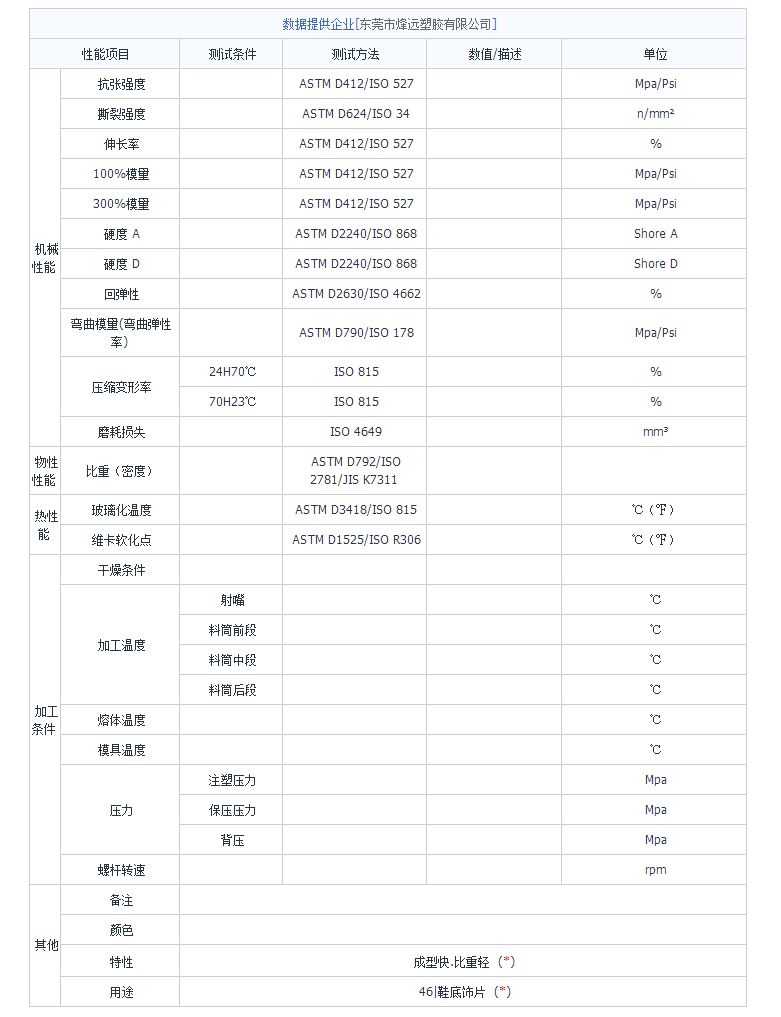 数据提供企业[东莞市烽远塑胶有限公司]
性能项目 测试条件 测试方法 数值/描述 单位
机械性能
抗张强度 ASTM D412/ISO 527 Mpa/Psi
撕裂强度 ASTM D624/ISO 34 n/mm²
伸长率 ASTM D412/ISO 527 %
100%模量 ASTM D412/ISO 527 Mpa/Psi
300%模量 ASTM D412/ISO 527 Mpa/Psi
硬度 A ASTM D2240/ISO 868 Shore A
硬度 D ASTM D2240/ISO 868 Shore D
回弹性 ASTM D2630/ISO 4662 %
弯曲模量(弯曲弹性率) ASTM D790/ISO 178 Mpa/Psi
压缩变形率 24H70℃ ISO 815 %
70H23℃ ISO 815 %
磨耗损失 ISO 4649 mm³
物性性能
比重（密度） ASTM D792/ISO 2781/JIS K7311
热性能
玻璃化温度 ASTM D3418/ISO 815 ℃（℉）
维卡软化点 ASTM D1525/ISO R306 ℃（℉）
加工条件
干燥条件
加工温度 射嘴 ℃
料筒前段 ℃
料筒中段 ℃
料筒后段 ℃
熔体温度 ℃
模具温度 ℃
压力 注塑压力 Mpa
保压压力 Mpa
背压 Mpa
螺杆转速 rpm
其他
备注
颜色
特性 成型快.比重轻（*）
用途 46|鞋底饰片（*）